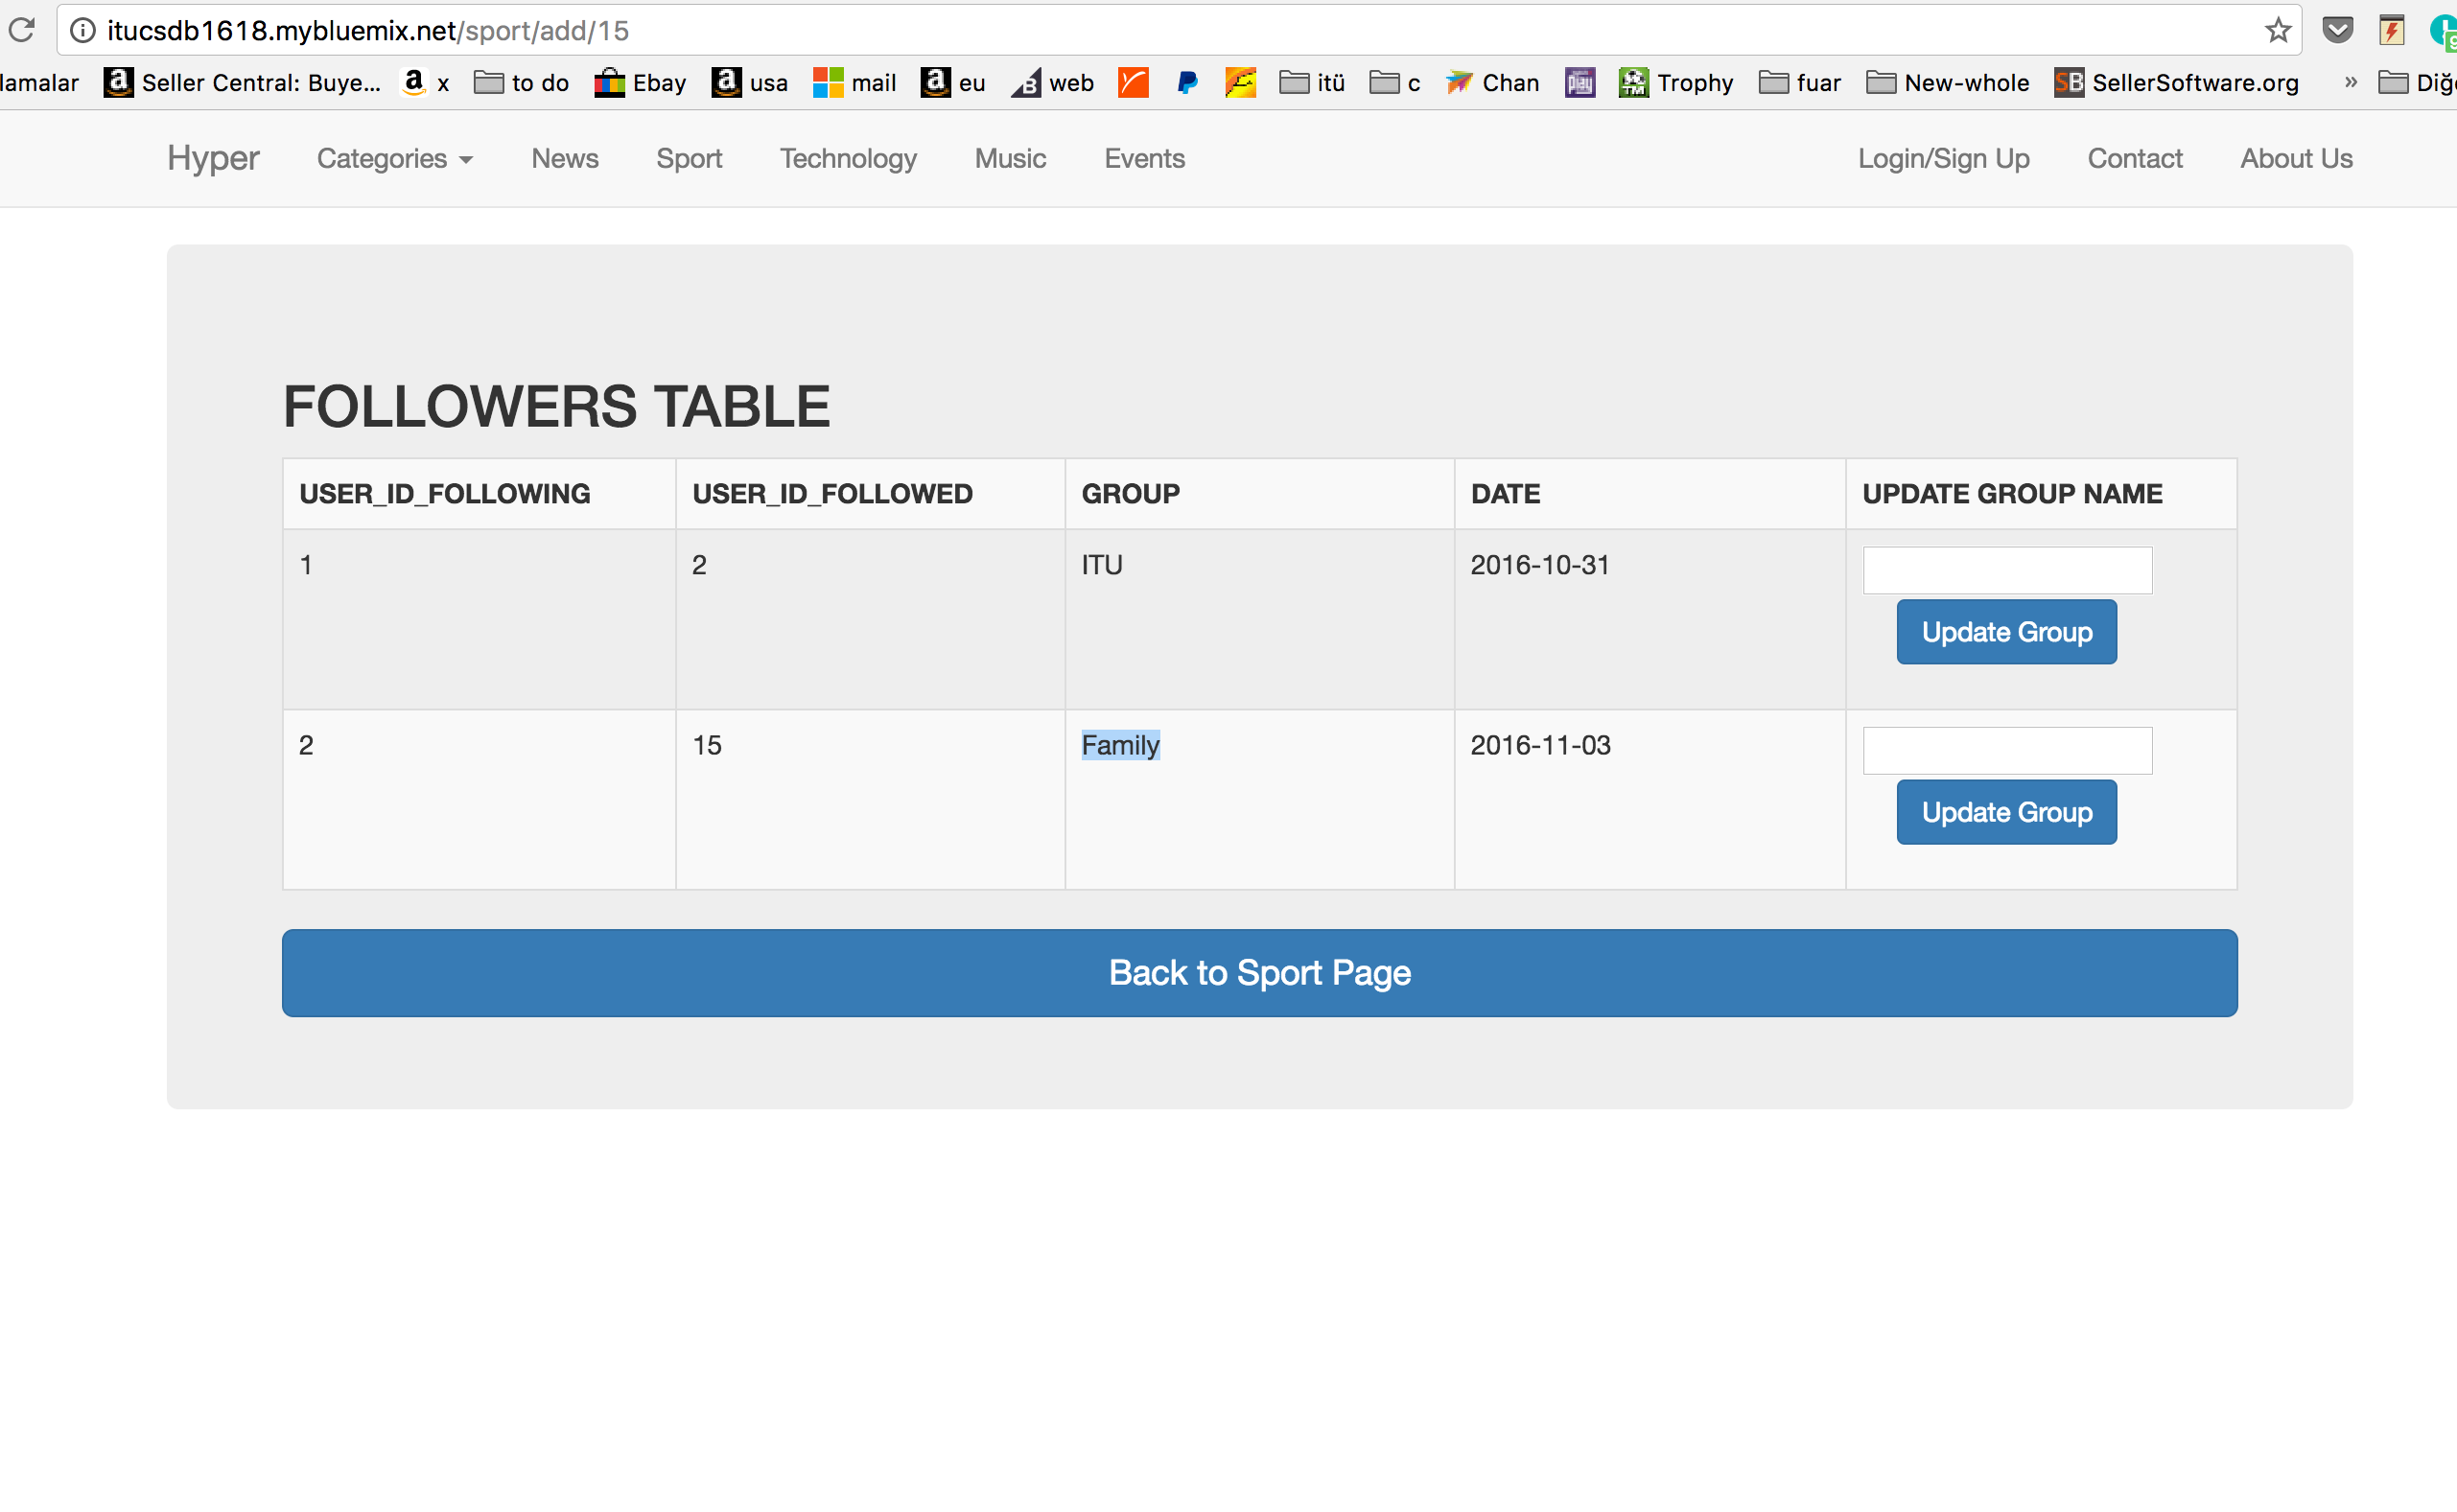 itucsdb1618.mybluemix.net/sport/add/15
lamalar Seller Central: Buye... x to do Ebay usa mail eu web itü c Chan Trophy fuar New-whole SellerSoftware.org » Diğe
Hyper Categories News Sport Technology Music Events Login/Sign Up Contact About Us
FOLLOWERS TABLE
USER_ID_FOLLOWING USER_ID_FOLLOWED GROUP DATE UPDATE GROUP NAME
1 2 ITU 2016-10-31
Update Group
2 15 Family 2016-11-03
Update Group
Back to Sport Page